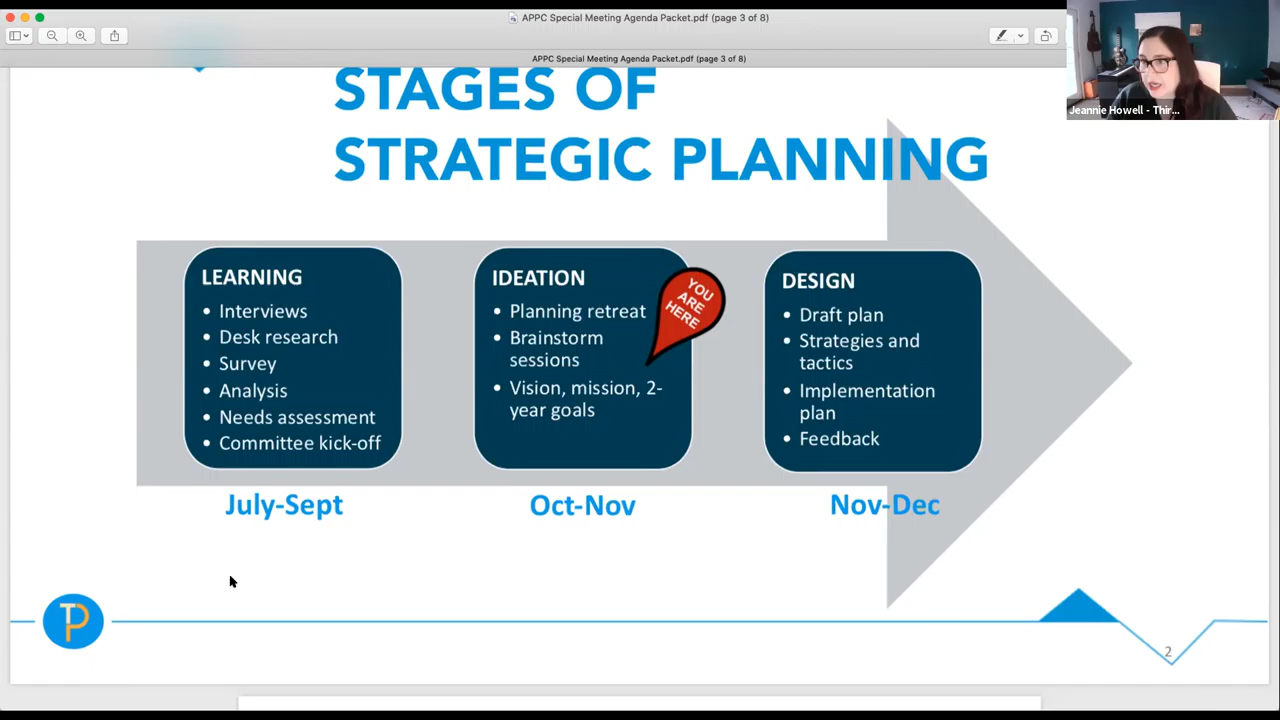 APPC Special Meeting Agenda Packet.pdf (page 3 of 8)
APPC Special Meeting Agenda Packet.pdf (page 3 of 8)
Jeannie Howell - Thir...
STAGES OF
STRATEGIC PLANNING
LEARNING
• Interviews
• Desk research
• Survey
• Analysis
• Needs assessment
• Committee kick-off
July-Sept
IDEATION
• Planning retreat
• Brainstorm
sessions
• Vision, mission, 2-
year goals
YOU
ARE
HERE
Oct-Nov
DESIGN
• Draft plan
• Strategies and
tactics
• Implementation
plan
• Feedback
Nov-Dec
TP
2